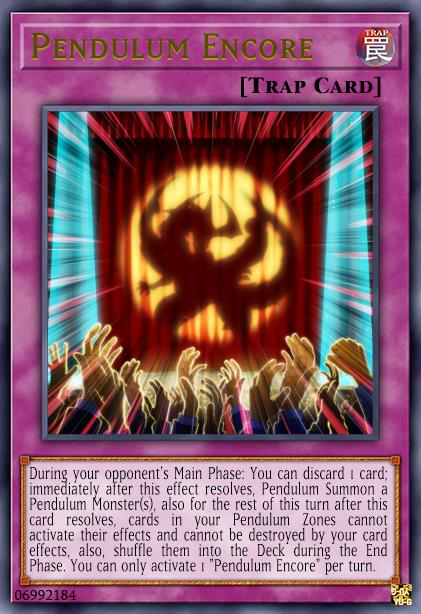 Pendulum Encore
TRAP
罠
[Trap Card]
During your opponent's Main Phase: You can discard 1 card;
immediately after this effect resolves, Pendulum Summon a
Pendulum Monster(s), also for the rest of this turn after this
card resolves, cards in your Pendulum Zones cannot
activate their effects and cannot be destroyed by your card
effects, also, shuffle them into the Deck during the End
Phase. You can only activate 1 "Pendulum Encore" per turn.
06992184